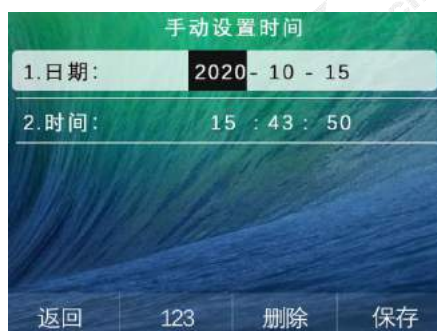 手动设置时间
1.日期： 2020- 10 - 15
2.时间： 15 : 43 : 50
返回 123 删除 保存